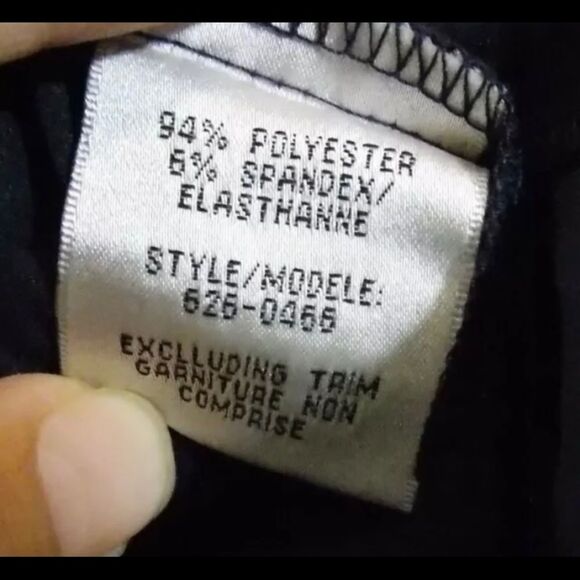 94% POLYESTER
6% SPANDEX/
ELASTHANNE
STYLE/MODELE:
626-0466
EXCLLUDING TRIM
GARNITURE NON
COMPRISE